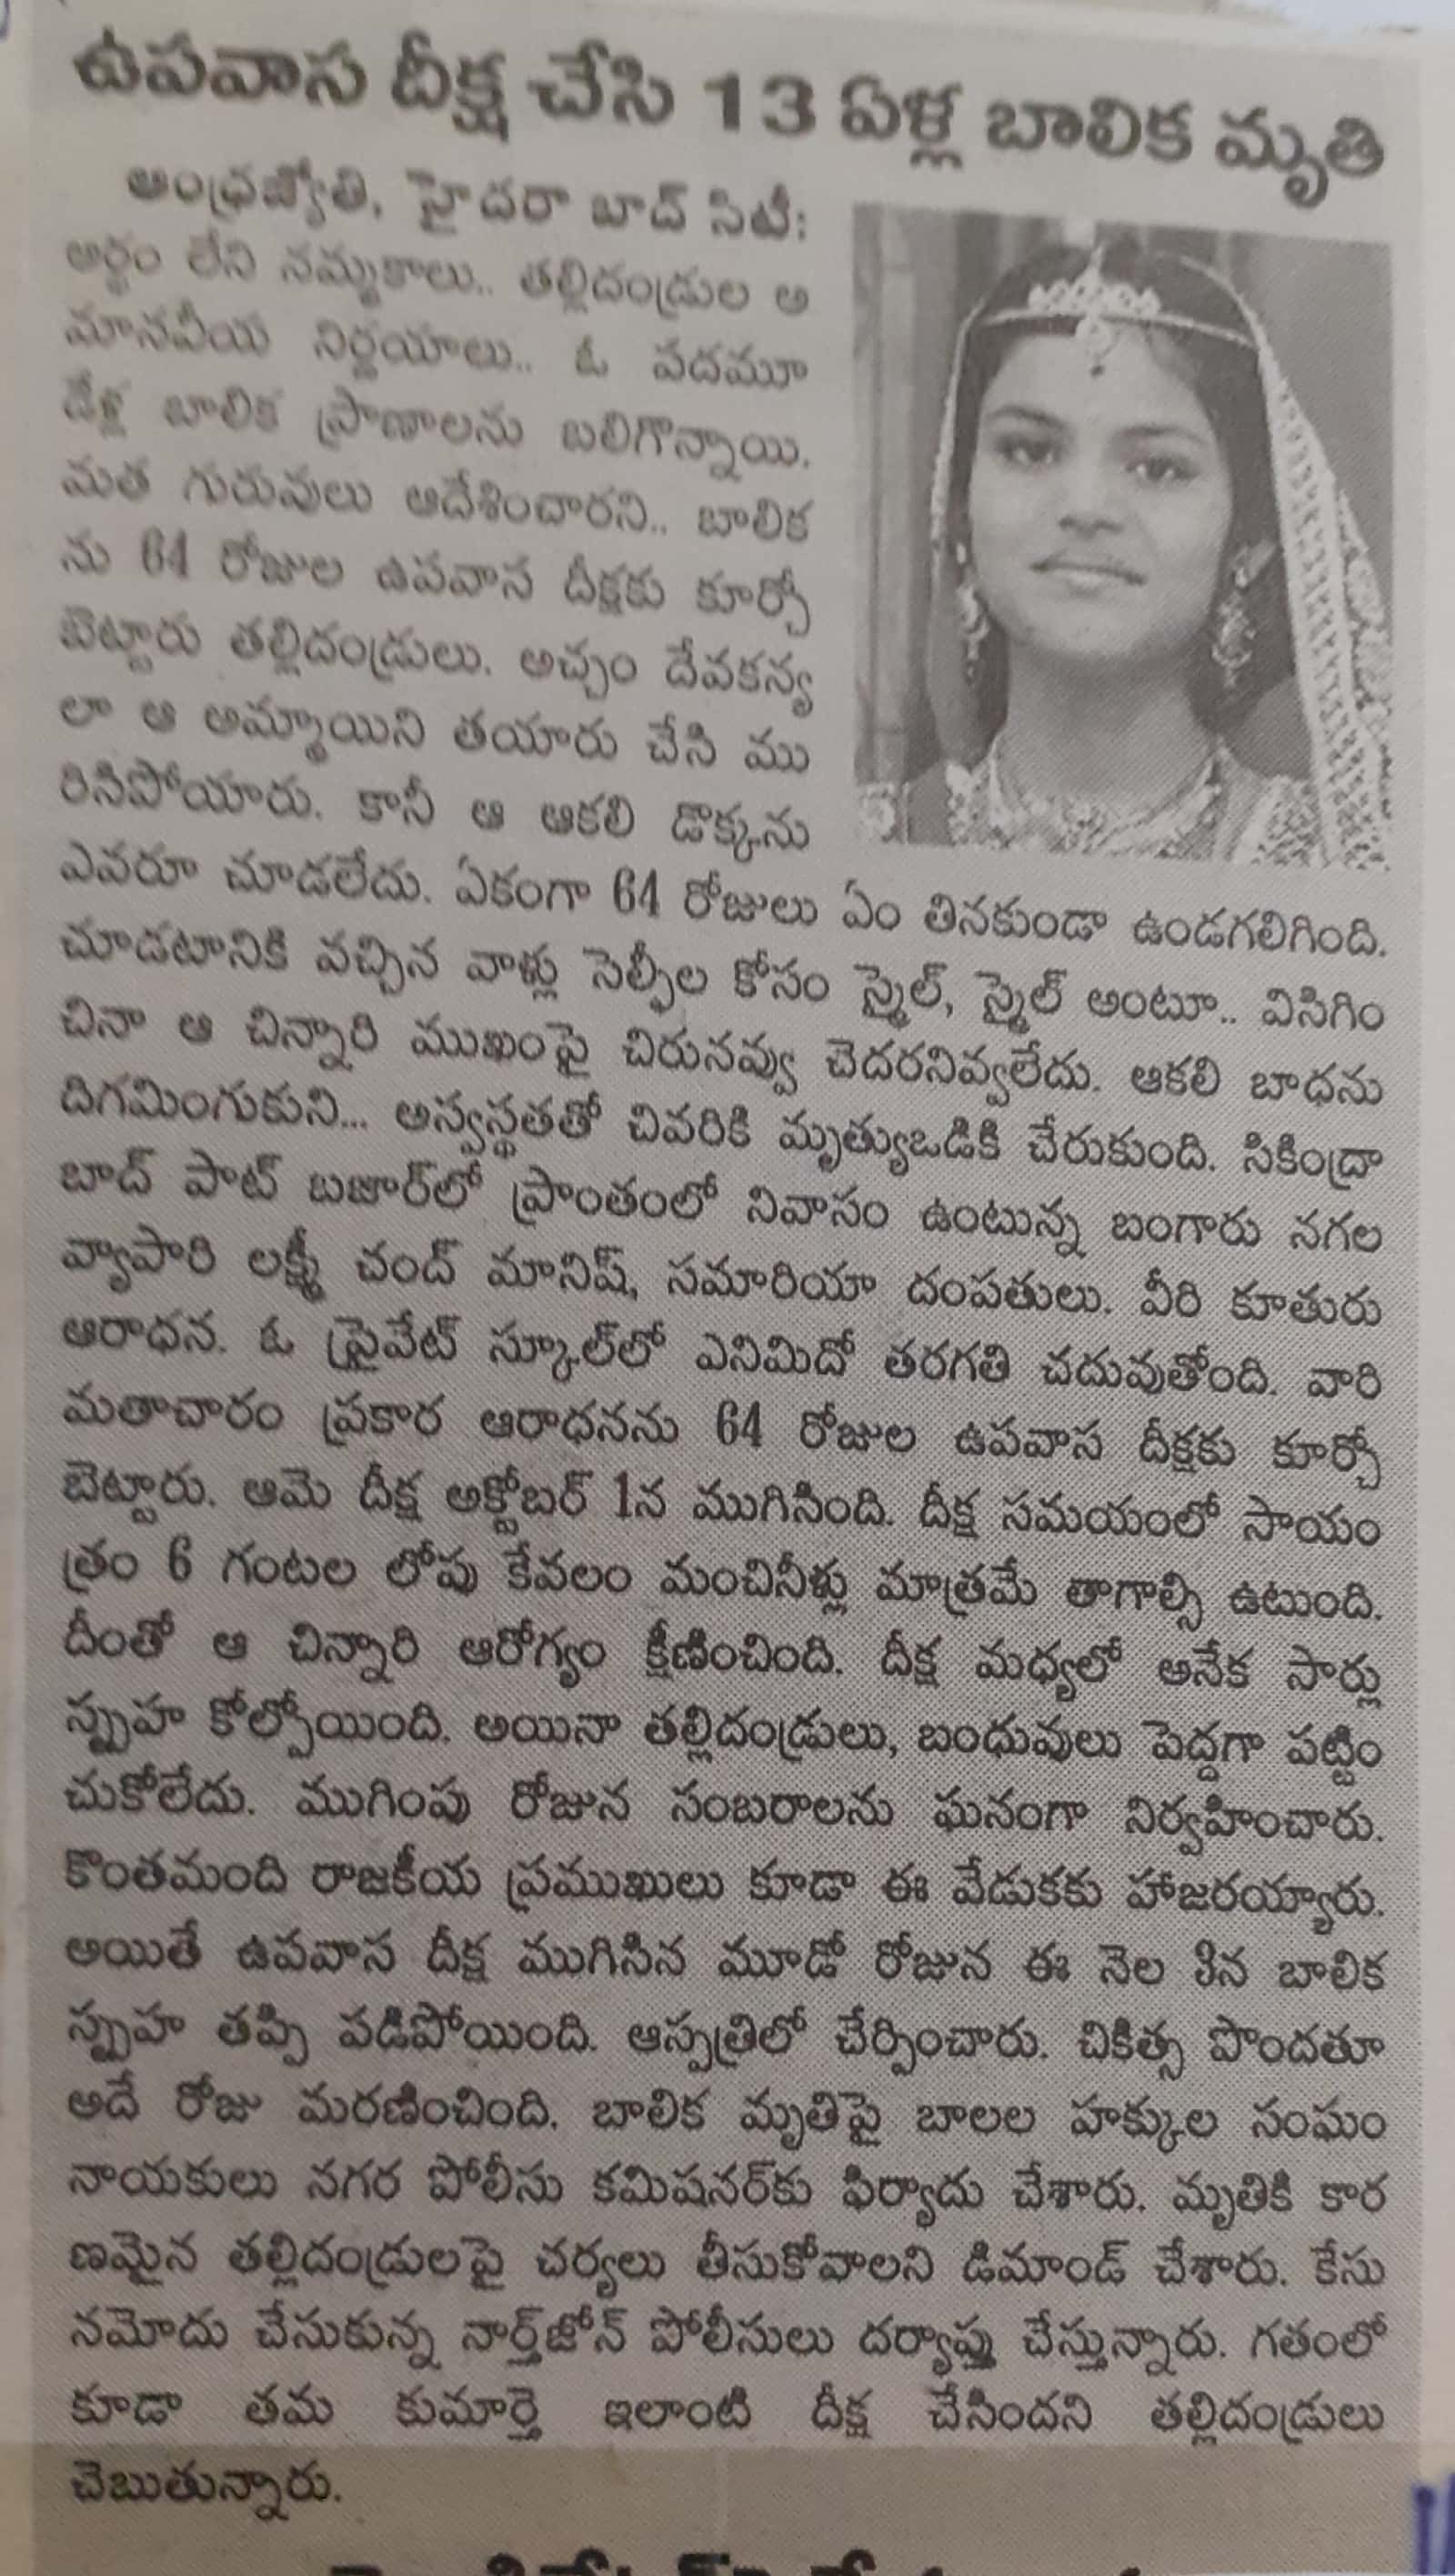 ఉపవాస దీక్ష చేసి 13 ఏళ్ల బాలిక మృతి
ఆంధ్రజ్యోతి, హైదరా బాద్ సిటీ:
అర్థం లేని నమ్మకాలు.. తల్లిదండ్రుల అ
మానవీయ నిర్ణయాలు.. ఓ పదమూ
డేళ్ల బాలిక ప్రాణాలను బలిగొన్నాయి.
మత గురువులు ఆదేశించారని.. బాలిక
ను 64 రోజుల ఉపవాస దీక్షకు కూర్చో
బెట్టారు తల్లిదండ్రులు. అచ్చం దేవకన్య
లా ఆ అమ్మాయిని తయారు చేసి ము
రిసిపోయారు. కానీ ఆ ఆకలి డొక్కను
ఎవరూ చూడలేదు. ఏకంగా 64 రోజులు ఏం తినకుండా ఉండగలిగింది.
చూడటానికి వచ్చిన వాళ్లు సెల్ఫీల కోసం స్మైల్, స్మైల్ అంటూ.. విసిగిం
చినా ఆ చిన్నారి ముఖంపై చిరునవ్వు చెదరనివ్వలేదు. ఆకలి బాధను
దిగమింగుకుని... అస్వస్థతతో చివరికి మృత్యుఒడికి చేరుకుంది. సికింద్రా
బాద్ పాట్ బజార్‌లో ప్రాంతంలో నివాసం ఉంటున్న బంగారు నగల
వ్యాపారి లక్ష్మీ చంద్ మానిష్, సమారియా దంపతులు. వీరి కూతురు
ఆరాధన. ఓ ప్రైవేట్ స్కూల్‌లో ఎనిమిదో తరగతి చదువుతోంది. వారి
మతాచారం ప్రకార ఆరాధనను 64 రోజుల ఉపవాస దీక్షకు కూర్చో
బెట్టారు. ఆమె దీక్ష అక్టోబర్ 1న ముగిసింది. దీక్ష సమయంలో సాయం
త్రం 6 గంటల లోపు కేవలం మంచినీళ్లు మాత్రమే తాగాల్సి ఉటుంది.
దీంతో ఆ చిన్నారి ఆరోగ్యం క్షీణించింది. దీక్ష మధ్యలో అనేక సార్లు
స్పృహ కోల్పోయింది. అయినా తల్లిదండ్రులు, బంధువులు పెద్దగా పట్టిం
చుకోలేదు. ముగింపు రోజున సంబరాలను ఘనంగా నిర్వహించారు.
కొంతమంది రాజకీయ ప్రముఖులు కూడా ఈ వేడుకకు హాజరయ్యారు.
అయితే ఉపవాస దీక్ష ముగిసిన మూడో రోజున ఈ నెల 3న బాలిక
స్పృహ తప్పి పడిపోయింది. ఆస్పత్రిలో చేర్పించారు. చికిత్స పొందతూ
అదే రోజు మరణించింది. బాలిక మృతిపై బాలల హక్కుల సంఘం
నాయకులు నగర పోలీసు కమిషనర్‌కు ఫిర్యాదు చేశారు. మృతికి కార
ణమైన తల్లిదండ్రులపై చర్యలు తీసుకోవాలని డిమాండ్ చేశారు. కేసు
నమోదు చేసుకున్న నార్త్‌జోన్ పోలీసులు దర్యాప్తు చేస్తున్నారు. గతంలో
కూడా తమ కుమార్తె ఇలాంటి దీక్ష చేసిందని తల్లిదండ్రులు
చెబుతున్నారు.